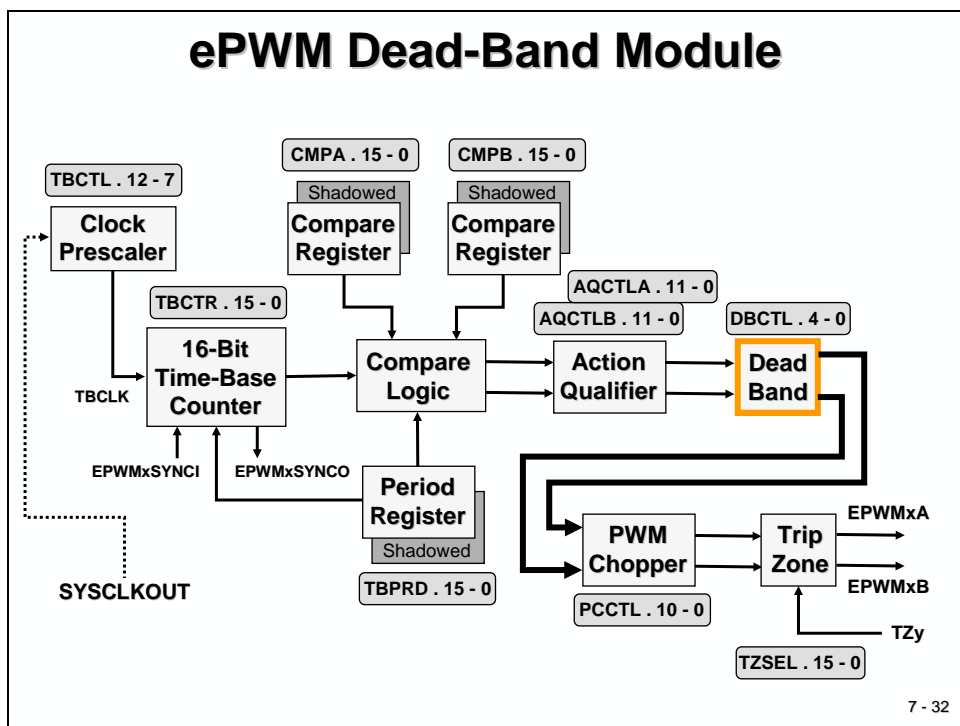 ePWM Dead-Band Module
CMPA . 15 - 0
CMPB . 15 - 0
TBCTL . 12 - 7
Shadowed
Shadowed
Clock
Prescaler
Compare
Register
Compare
Register
TBCTR . 15 - 0
AQCTLA . 11 - 0
AQCTLB . 11 - 0
DBCTL . 4 - 0
16-Bit
Time-Base
Counter
Compare
Logic
Action
Qualifier
Dead
Band
TBCLK
EPWMxSYNCI
EPWMxSYNCO
Period
Register
Shadowed
TBPRD . 15 - 0
SYSCLKOUT
PWM
Chopper
PCCTL . 10 - 0
Trip
Zone
EPWMxA
EPWMxB
TZy
TZSEL . 15 - 0
7 - 32